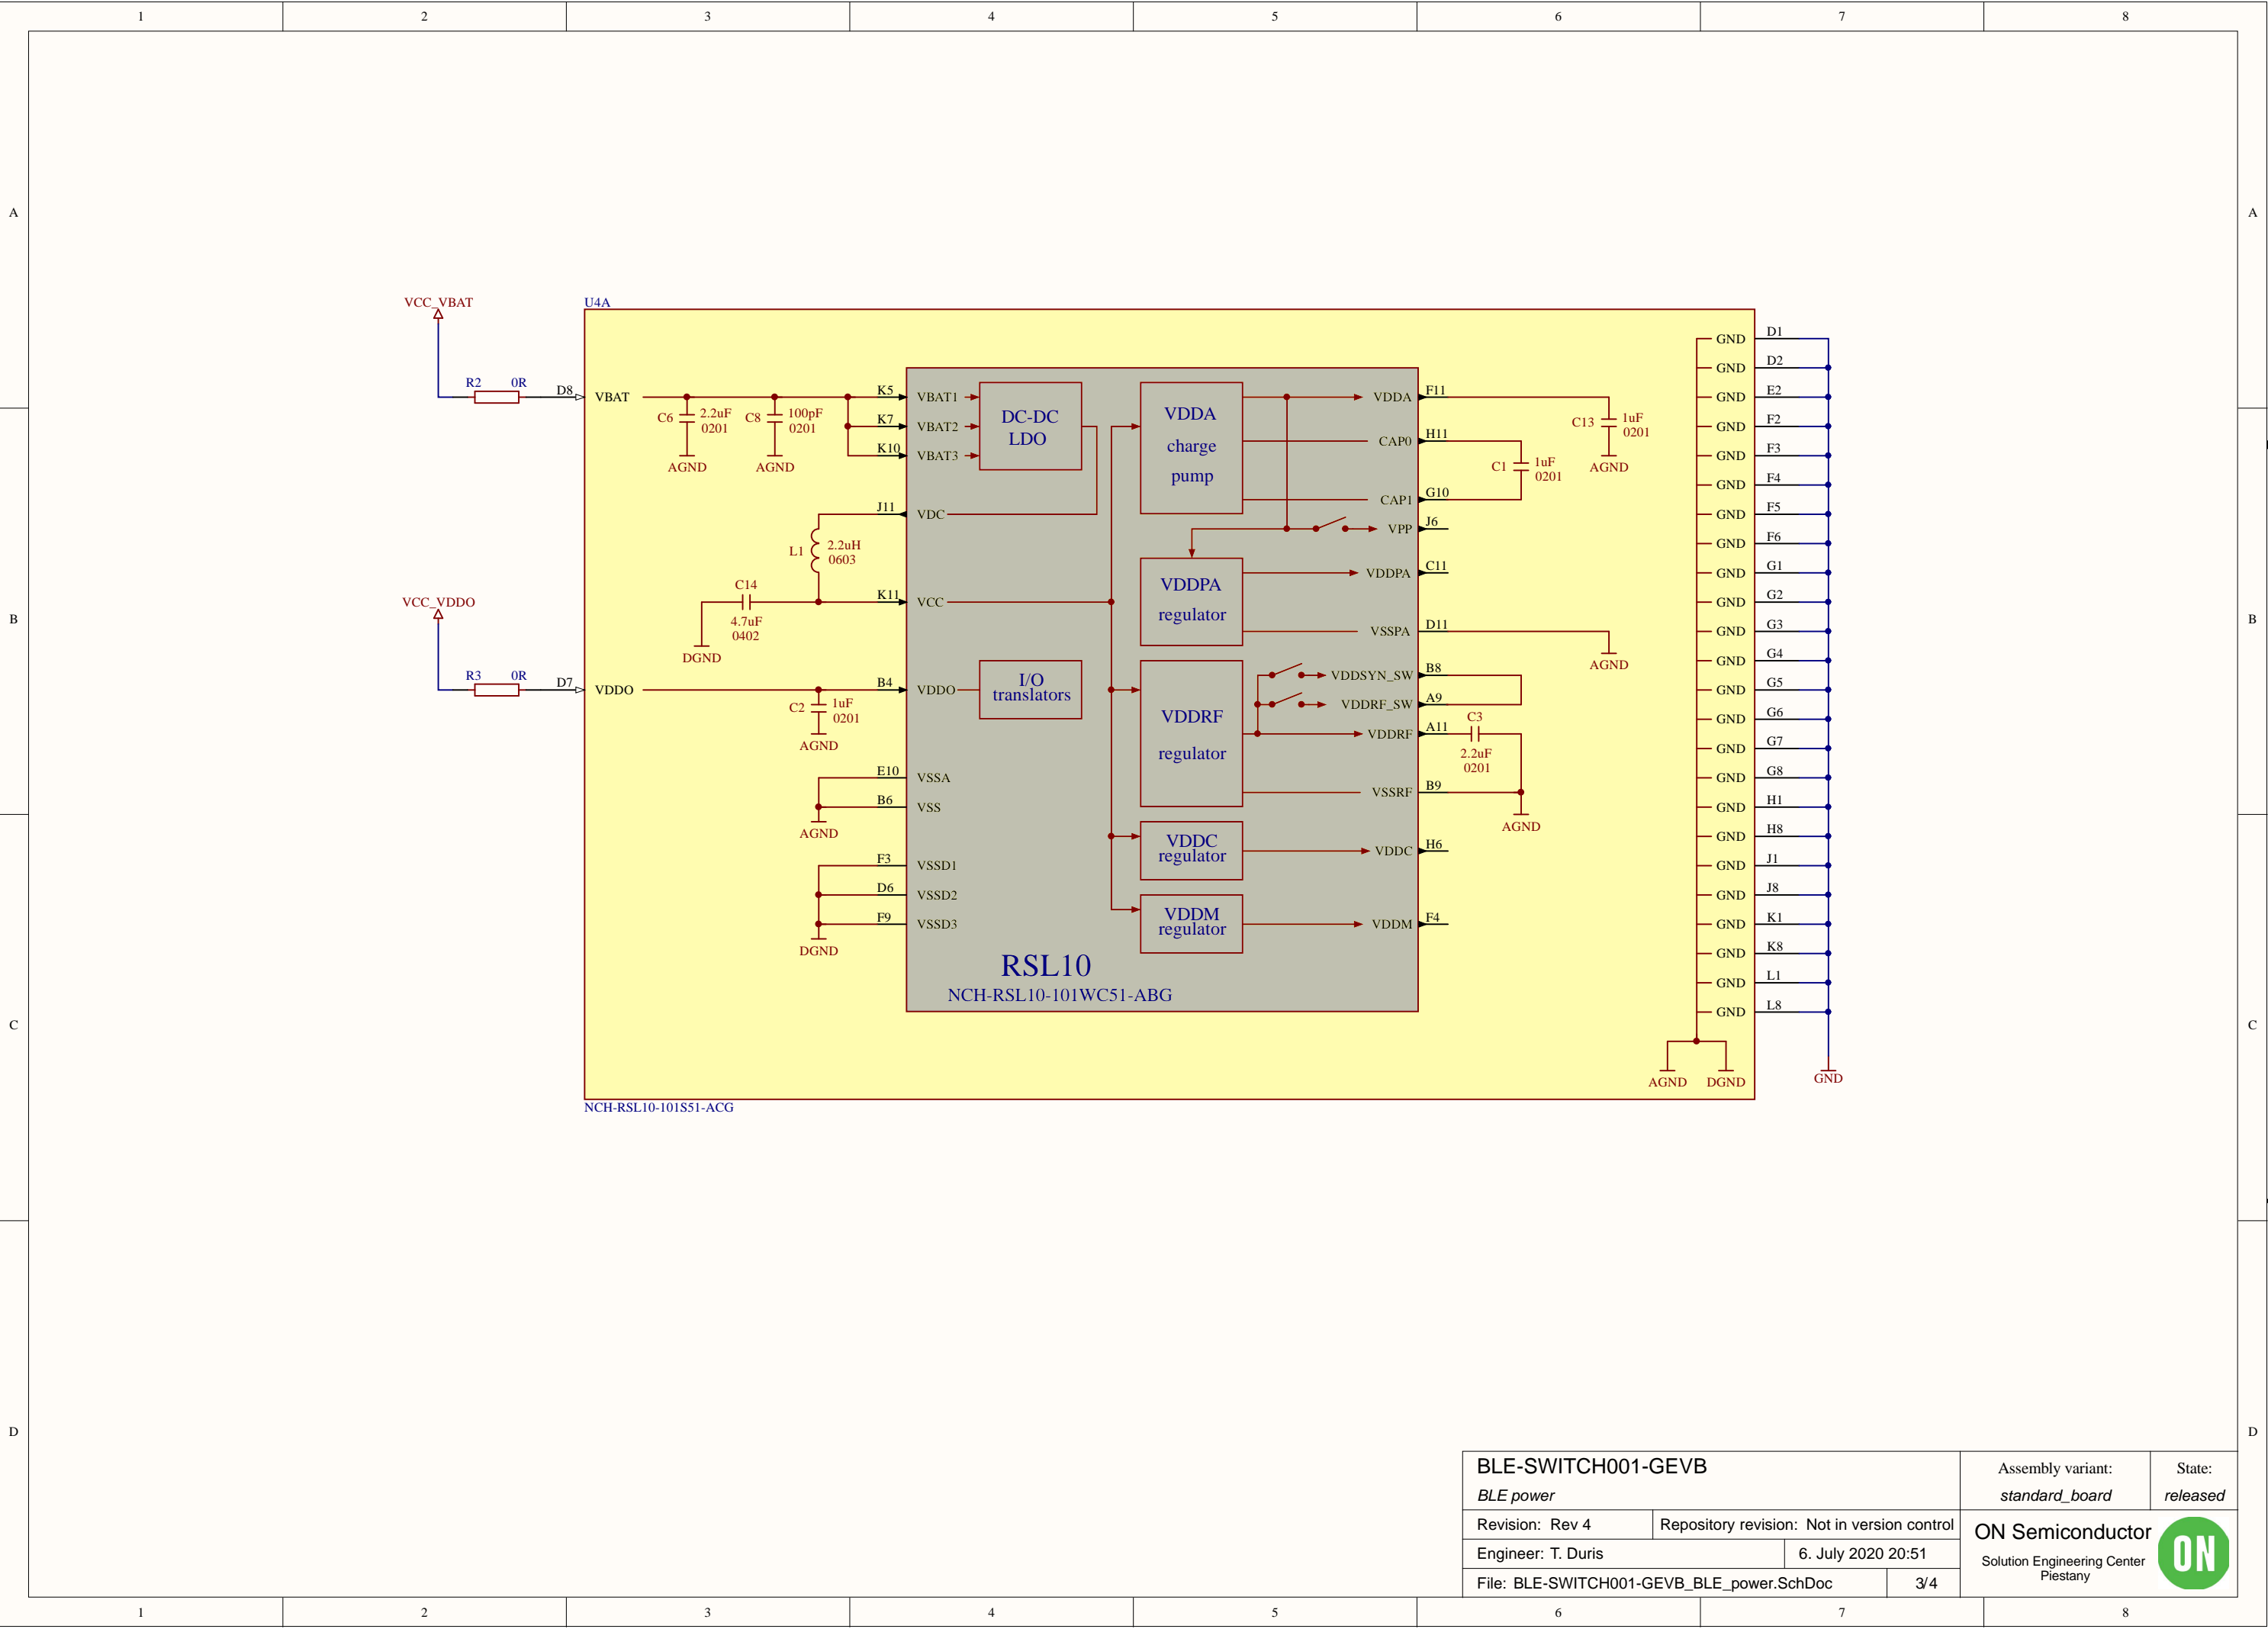 1 2 3 4 5 6 7 8
A A
B B
C C
D D
VCC_VBAT
R2 0R
D8
VCC_VDDO
R3 0R
D7
U4A
VBAT
C6 2.2uF
0201
AGND
C8 100pF
0201
AGND
K5
K7
K10
J11
L1 2.2uH
0603
C14
4.7uF
0402
DGND
K11
VDDO
C2 1uF
0201
AGND
B4
E10
B6
AGND
F3
D6
F9
DGND
VBAT1
VBAT2
VBAT3
DC-DC
LDO
VDC
VCC
VDDO
I/O
translators
VSSA
VSS
VSSD1
VSSD2
VSSD3
VDDA
charge
pump
VDDPA
regulator
VDDRF
regulator
VDDC
regulator
VDDM
regulator
VDDA
CAP0
CAP1
VPP
VDDPA
VSSPA
VDDSYN_SW
VDDRF_SW
VDDRF
VSSRF
VDDC
VDDM
RSL10
NCH-RSL10-101WC51-ABG
F11
H11
G10
J6
C11
D11
B8
A9
A11
B9
H6
F4
C13 1uF
0201
AGND
C1 1uF
0201
AGND
C3
2.2uF
0201
AGND
GND D1
GND D2
GND E2
GND F2
GND F3
GND F4
GND F5
GND F6
GND G1
GND G2
GND G3
GND G4
GND G5
GND G6
GND G7
GND G8
GND H1
GND H8
GND J1
GND J8
GND K1
GND K8
GND L1
GND L8
AGND DGND
GND
NCH-RSL10-101S51-ACG
BLE-SWITCH001-GEVB
BLE power
Assembly variant:
standard_board
State:
released
Revision: Rev 4
Repository revision: Not in version control
Engineer: T. Duris
6. July 2020 20:51
File: BLE-SWITCH001-GEVB_BLE_power.SchDoc
3/4
ON Semiconductor
Solution Engineering Center
Piestany
ON
1 2 3 4 5 6 7 8